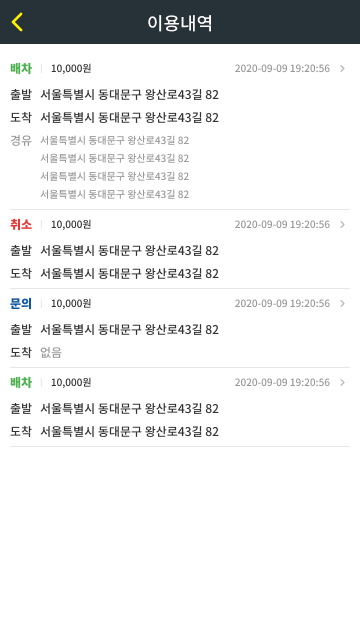 이용내역
배차 10,000원 2020-09-09 19:20:56
출발 서울특별시 동대문구 왕산로43길 82
도착 서울특별시 동대문구 왕산로43길 82
경유 서울특별시 동대문구 왕산로43길 82
서울특별시 동대문구 왕산로43길 82
서울특별시 동대문구 왕산로43길 82
서울특별시 동대문구 왕산로43길 82
취소 10,000원 2020-09-09 19:20:56
출발 서울특별시 동대문구 왕산로43길 82
도착 서울특별시 동대문구 왕산로43길 82
문의 10,000원 2020-09-09 19:20:56
출발 서울특별시 동대문구 왕산로43길 82
도착 없음
배차 10,000원 2020-09-09 19:20:56
출발 서울특별시 동대문구 왕산로43길 82
도착 서울특별시 동대문구 왕산로43길 82